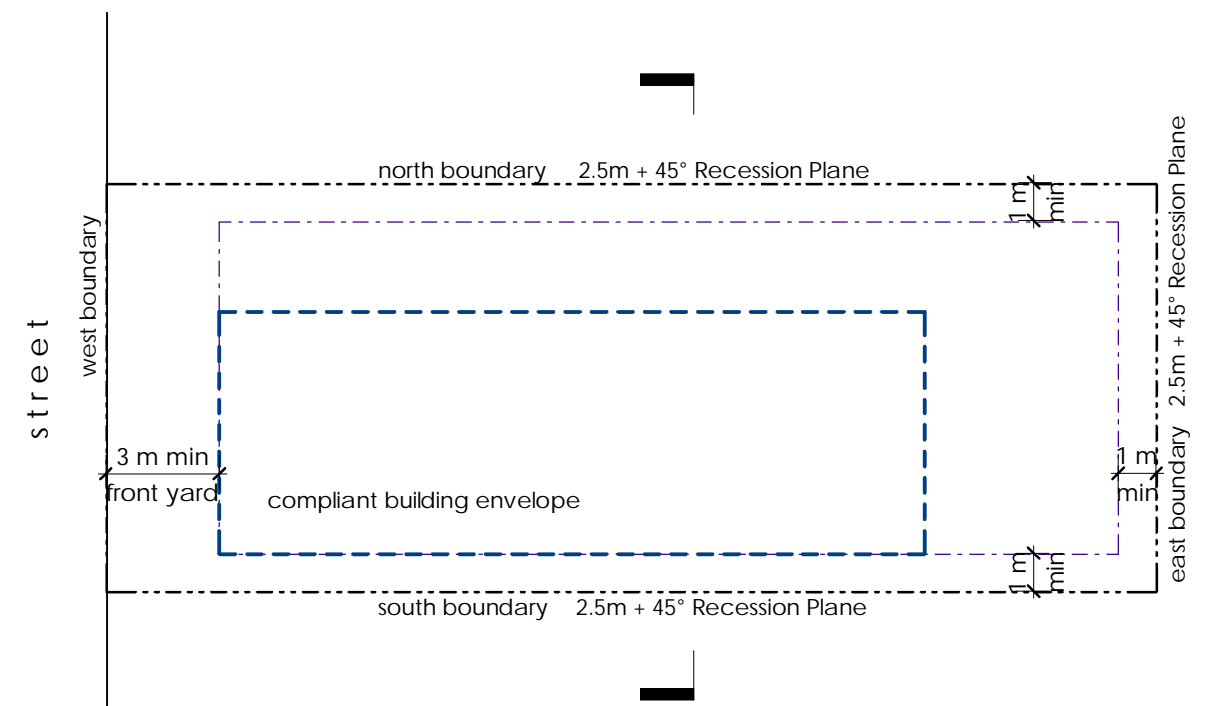 north boundary 2.5m + 45° Recession Plane
1 m
min
street
west boundary
3 m min
front yard
compliant building envelope
1 m
min
east boundary 2.5m + 45° Recession Plane
1 m
min
south boundary 2.5m + 45° Recession Plane